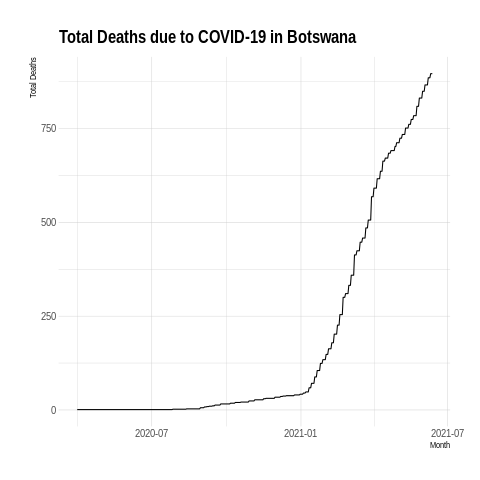 Total Deaths due to COVID-19 in Botswana
Total Deaths
750
500
250
0
2020-07
2021-01
2021-07
Month